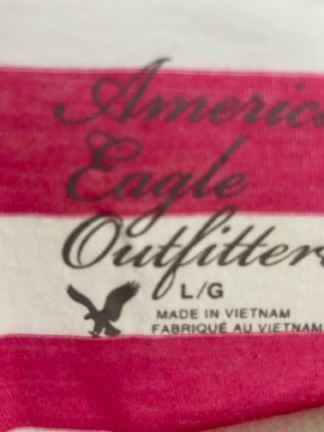 Americ
Eagle
Outfitter
L/G
MADE IN VIETNAM
FABRIQUÉ AU VIETNAM